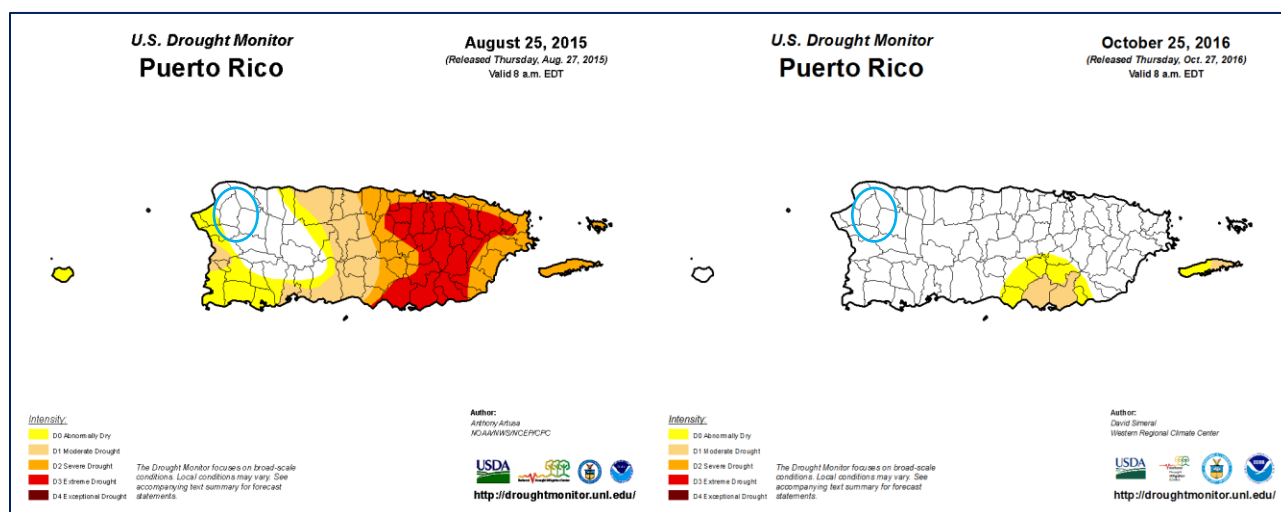 U.S. Drought Monitor
Puerto Rico
August 25, 2015
(Released Thursday, Aug. 27, 2015)
Valid 8 a.m. EDT
Intensity:
D0 Abnormally Dry
D1 Moderate Drought
D2 Severe Drought
D3 Extreme Drought
D4 Exceptional Drought
The Drought Monitor focuses on broad-scale
conditions. Local conditions may vary. See
accompanying text summary for forecast
statements.
Author:
Anthony Artusa
NOAA/NWS/NCEP/CPC
USDA
http://droughtmonitor.unl.edu/
U.S. Drought Monitor
Puerto Rico
October 25, 2016
(Released Thursday, Oct. 27, 2016)
Valid 8 a.m. EDT
Intensity:
D0 Abnormally Dry
D1 Moderate Drought
D2 Severe Drought
D3 Extreme Drought
D4 Exceptional Drought
The Drought Monitor focuses on broad-scale
conditions. Local conditions may vary. See
accompanying text summary for forecast
statements.
Author:
David Simeral
Western Regional Climate Center
USDA
http://droughtmonitor.unl.edu/